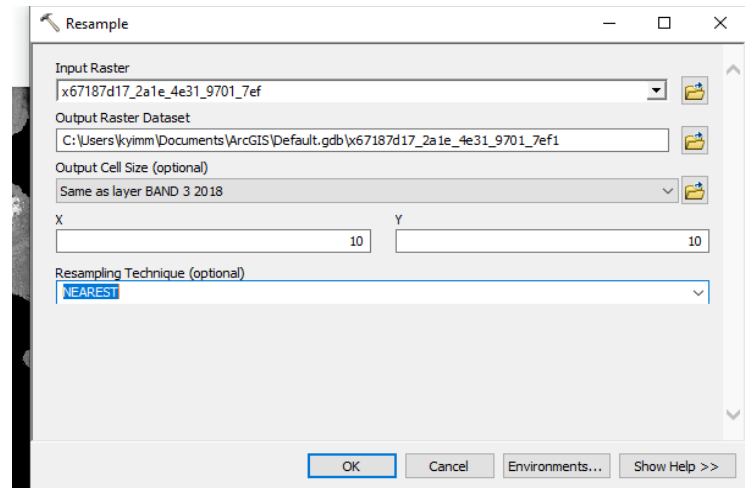 Resample
Input Raster
x67187d17_2a1e_4e31_9701_7ef
Output Raster Dataset
C:\Users\kyimm\Documents\ArcGIS\Default.gdb\x67187d17_2a1e_4e31_9701_7ef1
Output Cell Size (optional)
Same as layer BAND 3 2018
X Y
10 10
Resampling Technique (optional)
NEAREST
OK Cancel Environments... Show Help >>